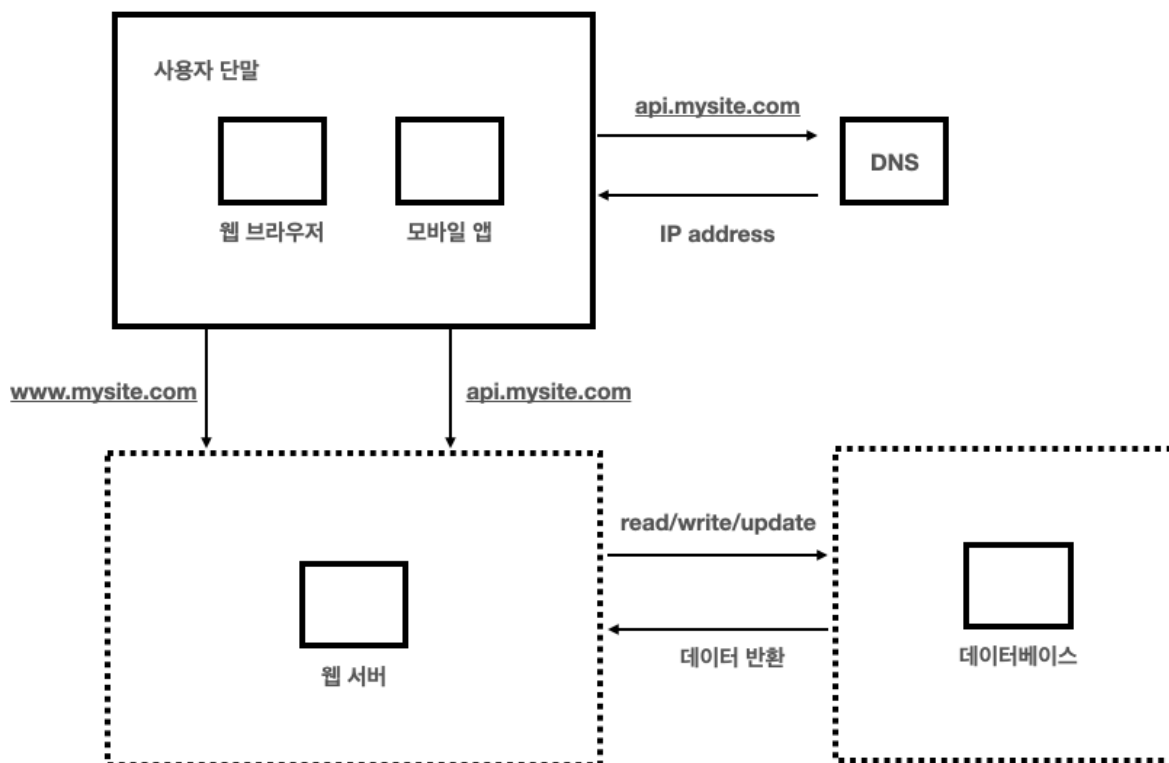 사용자 단말
api.mysite.com
DNS
웹 브라우저
모바일 앱
IP address
www.mysite.com
api.mysite.com
read/write/update
웹 서버
데이터 반환
데이터베이스